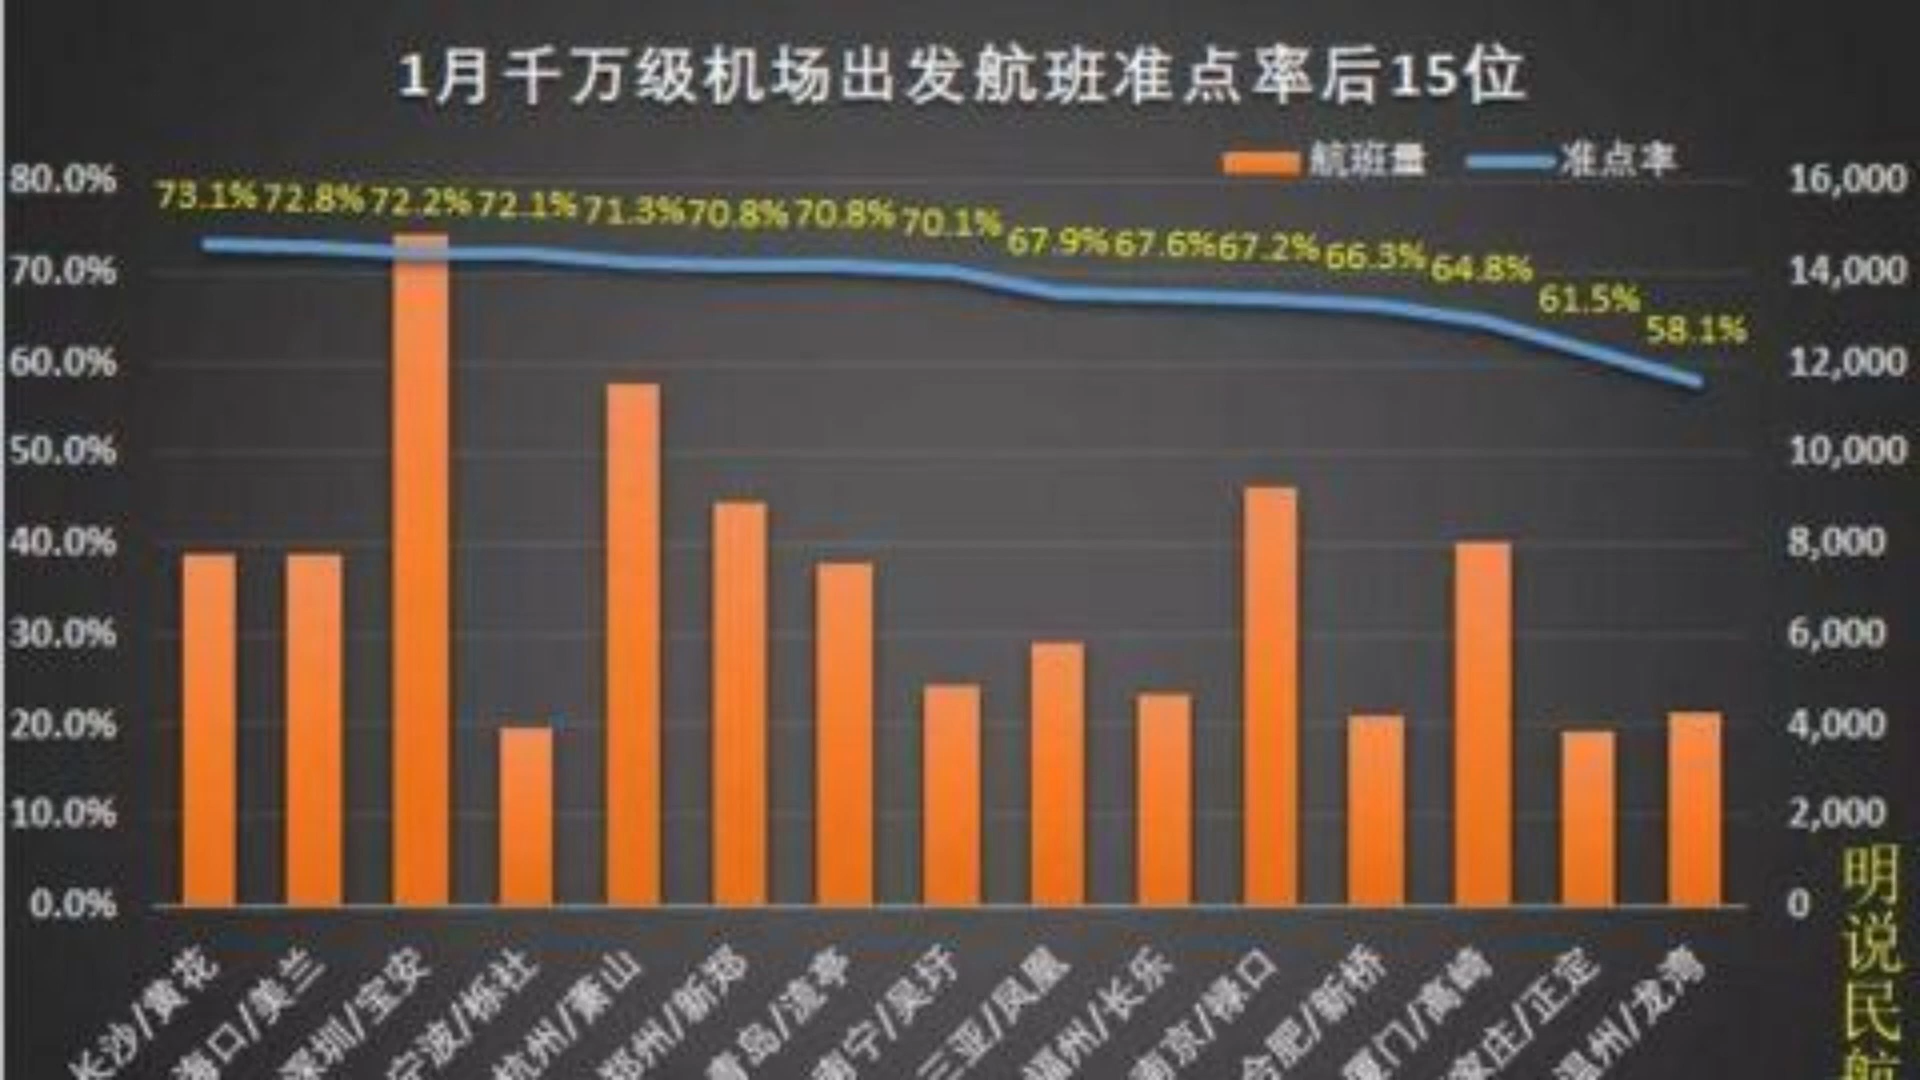 1月千万级机场出发航班准点率后15位
航班量 准点率
80.0%
70.0%
60.0%
50.0%
40.0%
30.0%
20.0%
10.0%
0.0%
73.1% 72.8% 72.2% 72.1% 71.3% 70.8% 70.8% 70.1% 67.9% 67.6% 67.2% 66.3% 64.8% 61.5% 58.1%
16,000
14,000
12,000
10,000
8,000
6,000
4,000
2,000
0
长沙/黄花
海口/美兰
深圳/宝安
宁波/栎社
杭州/萧山
郑州/新郑
青岛/流亭
南宁/吴圩
三亚/凤凰
福州/长乐
南京/禄口
合肥/新桥
厦门/高崎
家庄/正定
温州/龙湾
明说民航